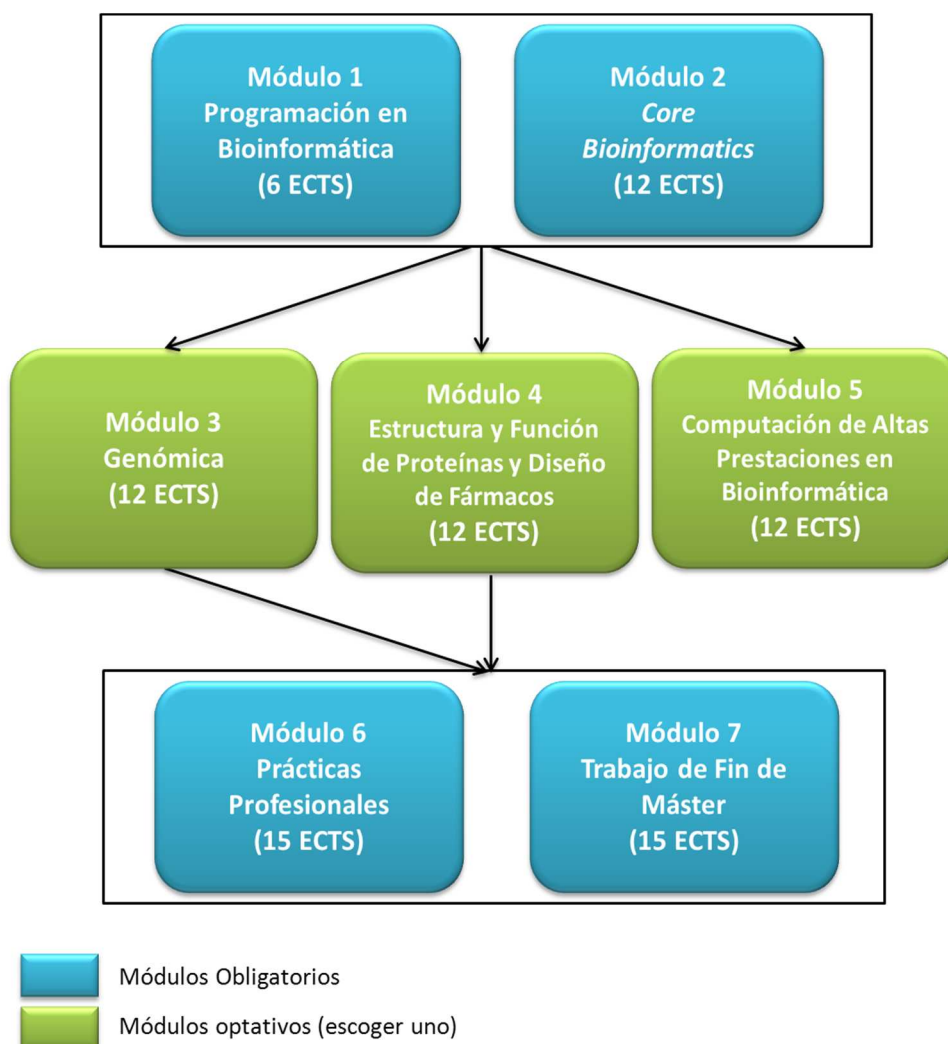 Módulo 1
Programación en
Bioinformática
(6 ECTS)
Módulo 2
Core
Bioinformatics
(12 ECTS)
Módulo 3
Genómica
(12 ECTS)
Módulo 4
Estructura y Función
de Proteínas y Diseño
de Fármacos
(12 ECTS)
Módulo 5
Computación de Altas
Prestaciones en
Bioinformática
(12 ECTS)
Módulo 6
Prácticas
Profesionales
(15 ECTS)
Módulo 7
Trabajo de Fin de
Máster
(15 ECTS)
Módulos Obligatorios
Módulos optativos (escoger uno)